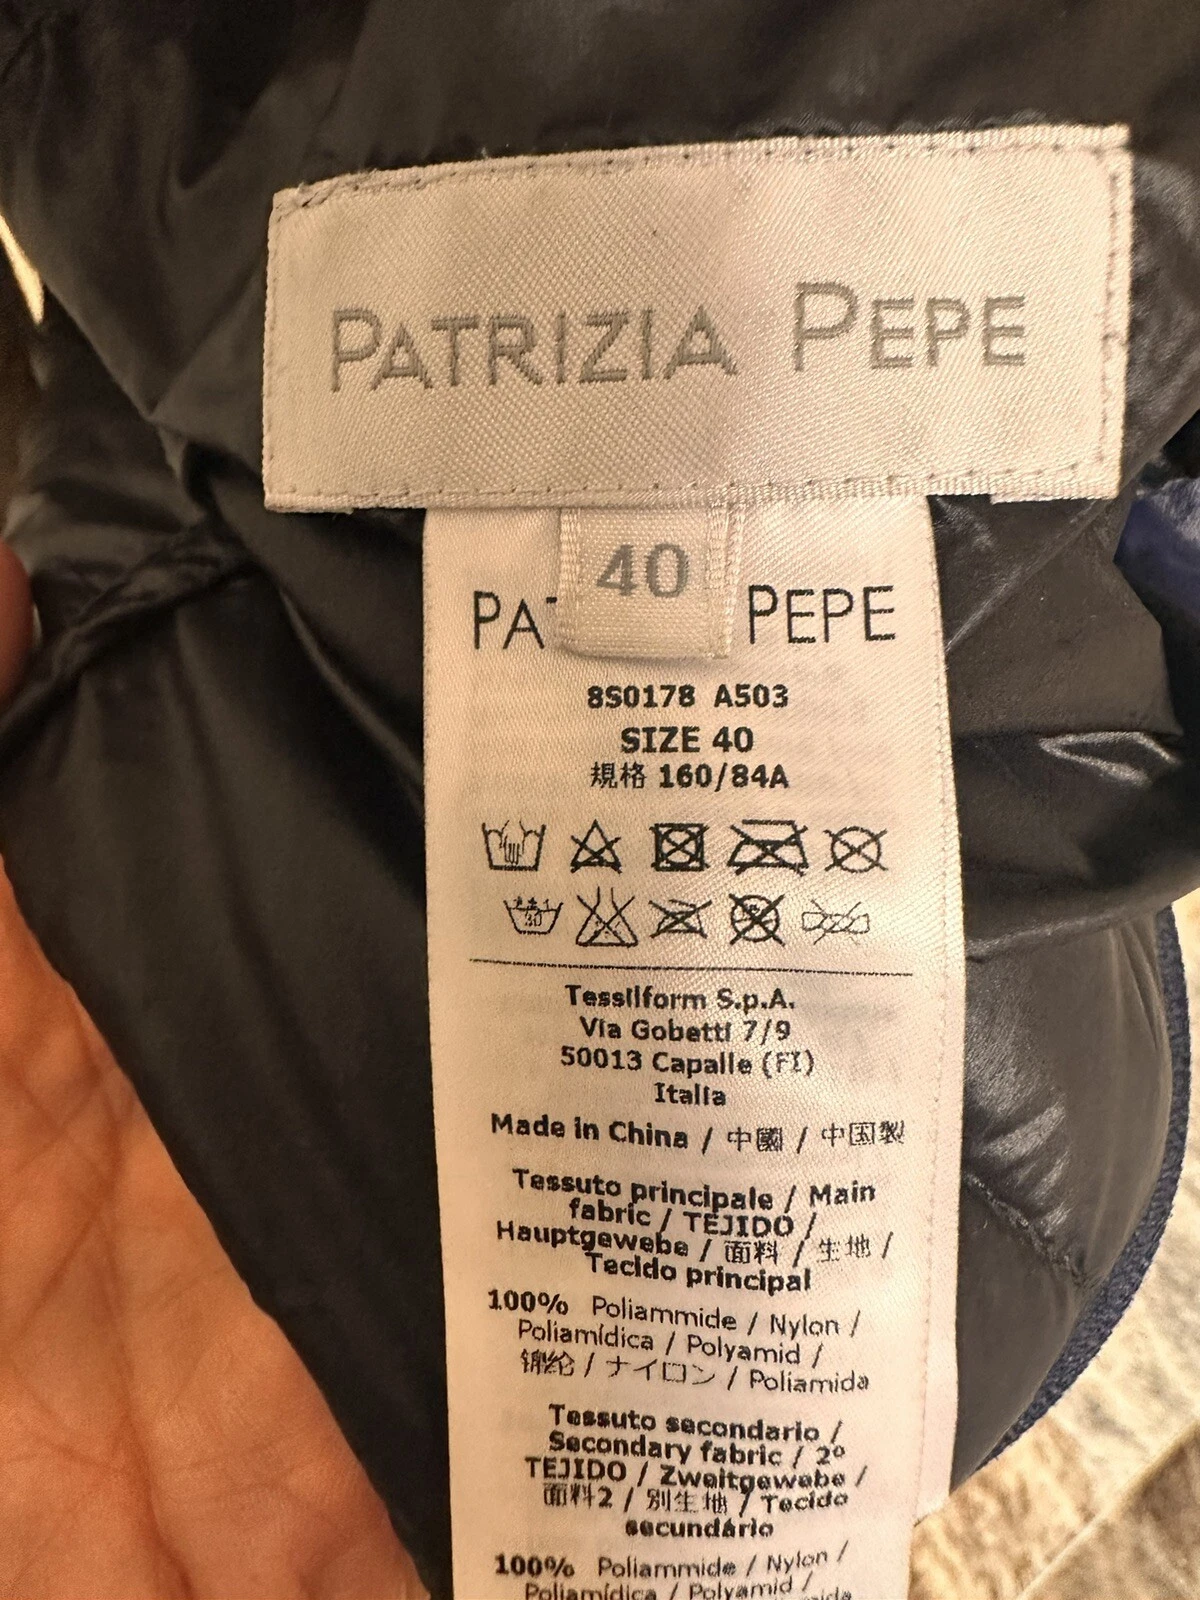 PATRIZIA PEPE
40
PA PEPE
8S0178 A503
SIZE 40
規格 160/84A
30
Tessilform S.p.A.
Via Gobetti 7/9
50013 Capalle (FI)
Italia
Made in China / 中國 / 中国製
Tessuto principale / Main
fabric / TEJIDO /
Hauptgewebe / 面料 / 生地 /
Tecido principal
100% Poliammide / Nylon /
Poliamídica / Polyamid /
锦纶 / ナイロン / Poliamida
Tessuto secondario /
Secondary fabric / 2º
TEJIDO / Zweitgewebe /
面料2 / 別生地 / Tecido
secundário
100% Poliammide / Nylon /
Poliamídica / Polyamid /